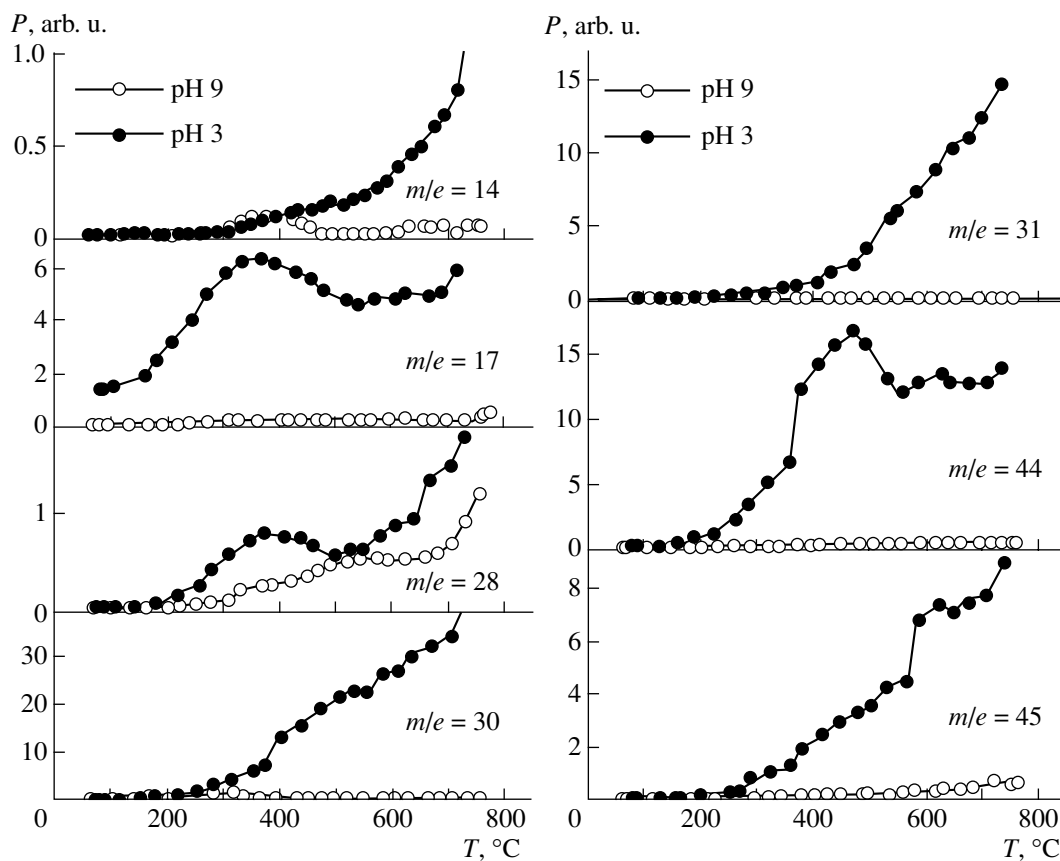 P, arb. u.
1.0
pH 9
pH 3
0.5
m/e = 14
0
6
4
m/e = 17
2
0
1
m/e = 28
0
30
20
m/e = 30
10
0
200
400
600
800
T, °C
P, arb. u.
15
pH 9
pH 3
10
m/e = 31
5
0
15
10
m/e = 44
5
0
8
6
4
m/e = 45
2
0
200
400
600
800
T, °C